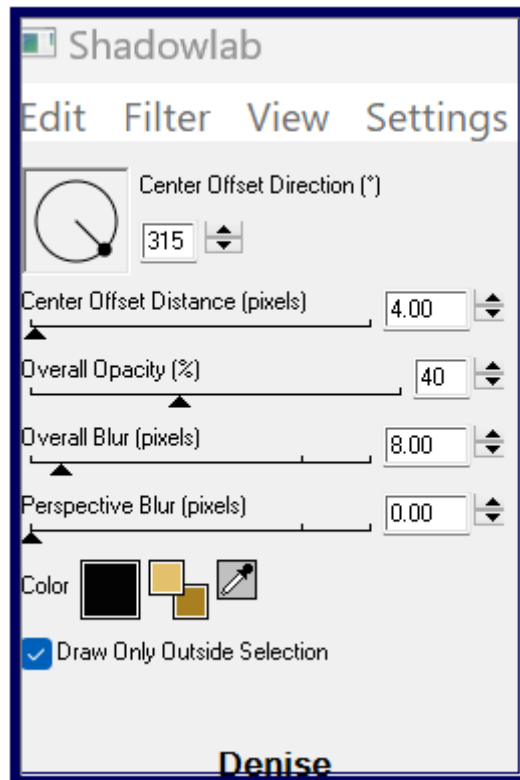 Shadowlab
Edit Filter View Settings
Center Offset Direction (°)
315
Center Offset Distance (pixels)
4.00
Overall Opacity (%)
40
Overall Blur (pixels)
8.00
Perspective Blur (pixels)
0.00
Color
Draw Only Outside Selection
Denise